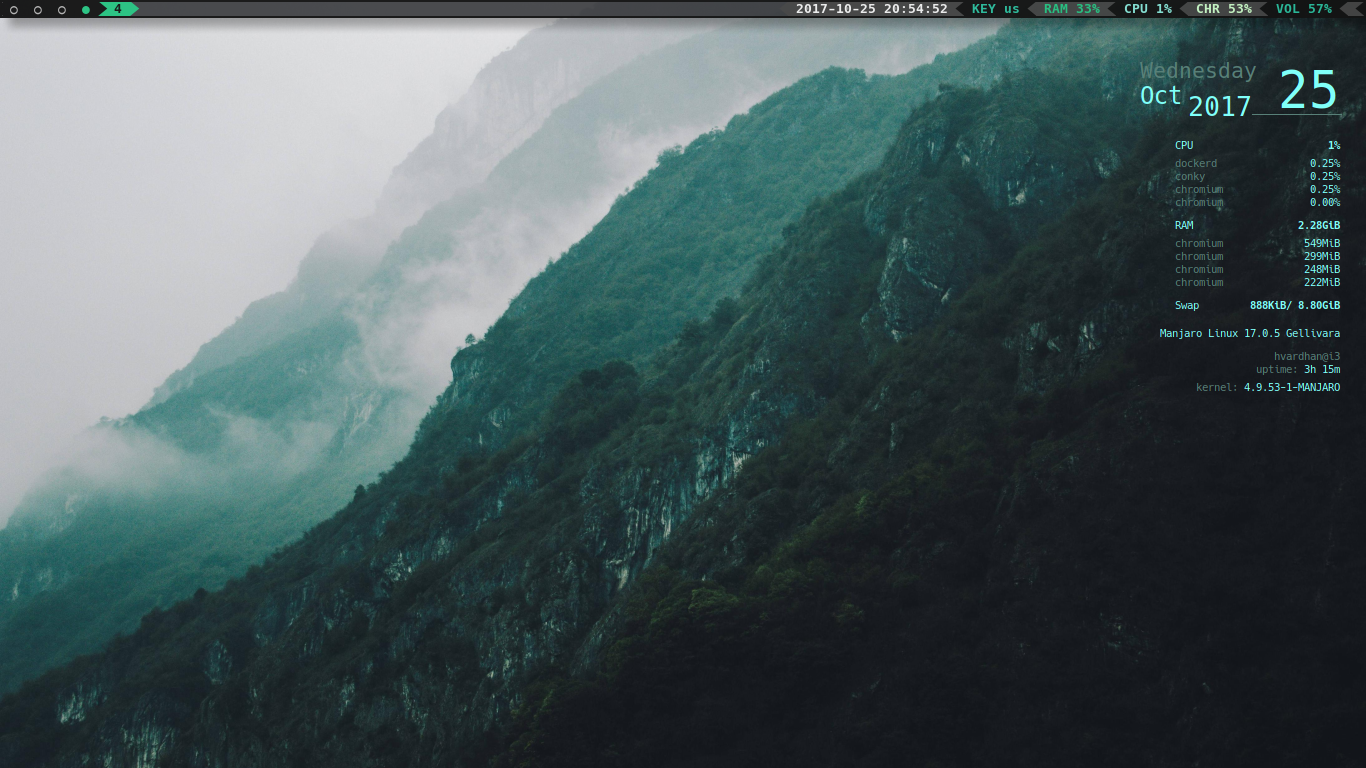 4 2017-10-25 20:54:52 KEY us RAM 33% CPU 1% CHR 53% VOL 57%
Wednesday
Oct 2017 25
CPU 1%
dockerd 0.25%
conky 0.25%
chromium 0.25%
chromium 0.00%
RAM 2.28GiB
chromium 549MiB
chromium 299MiB
chromium 248MiB
chromium 222MiB
Swap 888KiB/ 8.80GiB
Manjaro Linux 17.0.5 Gellivara
hvardhan@i3
uptime: 3h 15m
kernel: 4.9.53-1-MANJARO